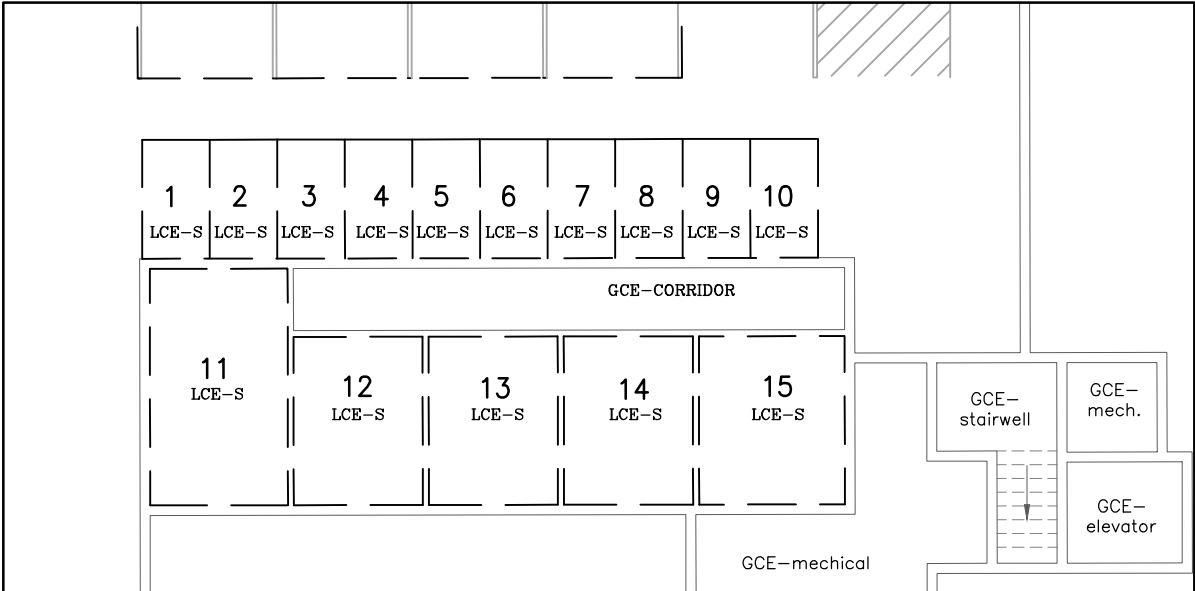 1 2 3 4 5 6 7 8 9 10
LCE-S LCE-S LCE-S LCE-S LCE-S LCE-S LCE-S LCE-S LCE-S LCE-S
GCE-CORRIDOR
11
LCE-S
12
LCE-S
13
LCE-S
14
LCE-S
15
LCE-S
GCE-
stairwell
GCE-
mech.
GCE-
elevator
GCE-mechical